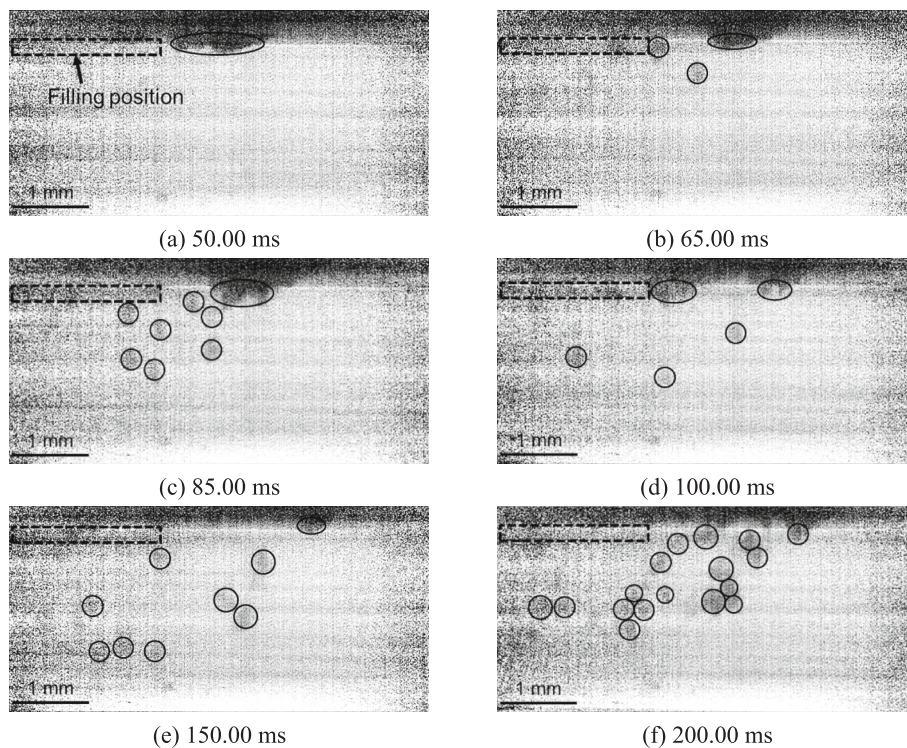 Filling position
1 mm
1 mm
(a) 50.00 ms
(b) 65.00 ms
1 mm
1 mm
(c) 85.00 ms
(d) 100.00 ms
1 mm
1 mm
(e) 150.00 ms
(f) 200.00 ms